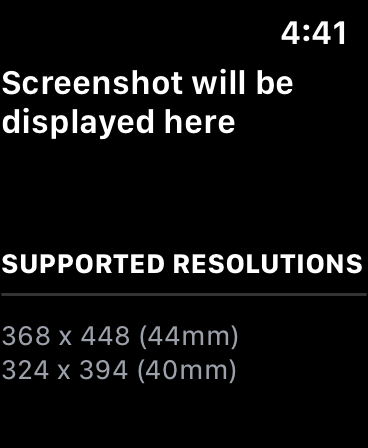 4:41
Screenshot will be
displayed here
SUPPORTED RESOLUTIONS
368 x 448 (44mm)
324 x 394 (40mm)